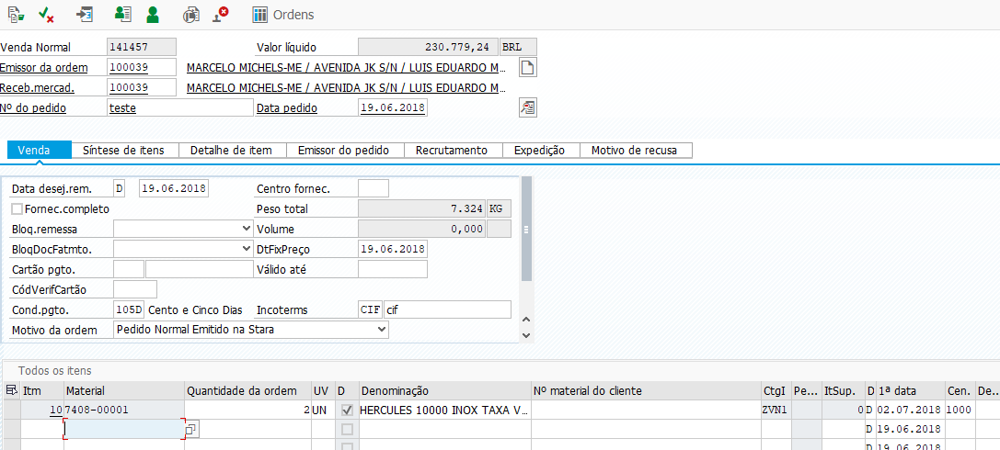 Ordens
Venda Normal 141457 Valor líquido 230.779,24 BRL
Emissor da ordem 100039 MARCELO MICHELS-ME / AVENIDA JK S/N / LUIS EDUARDO M...
Receb.mercad. 100039 MARCELO MICHELS-ME / AVENIDA JK S/N / LUIS EDUARDO M...
Nº do pedido teste Data pedido 19.06.2018
Venda Síntese de itens Detalhe de item Emissor do pedido Recrutamento Expedição Motivo de recusa
Data desej.rem. D 19.06.2018 Centro fornec.
Fornec.completo Peso total 7.324 KG
Bloq.remessa Volume 0,000
BloqDocFatmto. DtFixPreço 19.06.2018
Cartão pgto. Válido até
CódVerifCartão
Cond.pgto. 105D Cento e Cinco Dias Incoterms CIF cif
Motivo da ordem Pedido Normal Emitido na Stara
Todos os itens
Itm Material Quantidade da ordem UV D Denominação Nº material do cliente CtgI Pe... ItSup. D 1ª data Cen. De...
10 7408-00001 2 UN HERCULES 10000 INOX TAXA V... ZVN1 0 D 02.07.2018 1000
D 19.06.2018
D 19.06.2018